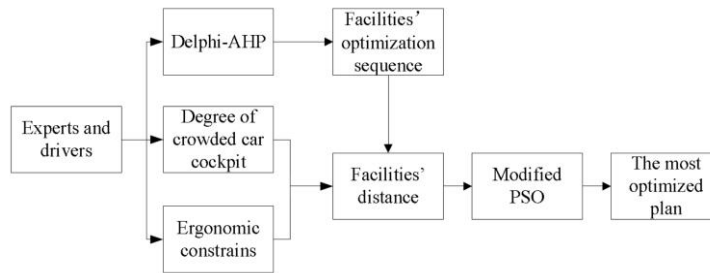 Delphi-AHP
Facilities’
optimization
sequence
Experts and
drivers
Degree of
crowded car
cockpit
Ergonomic
constrains
Facilities’
distance
Modified
PSO
The most
optimized
plan